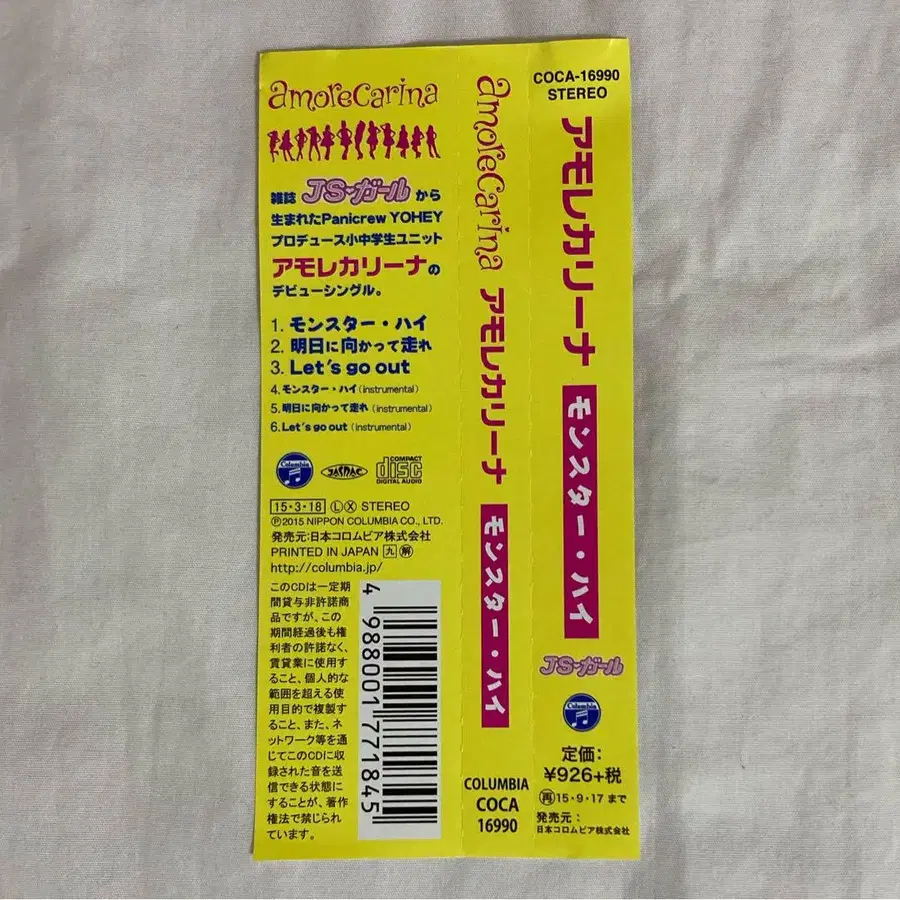 amorecarina
雑誌 JSガールから
生まれたPanicrew YOHEY
プロデュース小中学生ユニット
アモレカリーナの
デビューシングル。
1. モンスター・ハイ
2. 明日に向かって走れ
3. Let's go out
4. モンスター・ハイ(instrumental)
5. 明日に向かって走れ(instrumental)
6. Let's go out(instrumental)
Columbia
JASRAC
COMPACT
disc
DIGITAL AUDIO
15・3・18 Ⓛ Ⓧ STEREO
Ⓟ2015 NIPPON COLUMBIA CO., LTD.
発売元:日本コロムビア株式会社
PRINTED IN JAPAN 九 解
http://columbia.jp/
このCDは一定期
間貸与非許諾商
品ですが、この
期間経過後も権
利者の許諾なく、
賃貸業に使用す
ること、個人的な
範囲を超える使
用目的で複製す
ること、また、ネ
ットワーク等を通
じてこのCDに収
録された音を送
信できる状態に
することが、著作
権法で禁じられ
ています。
4 988001 771845
amorecarina アモレカリーナ モンスター・ハイ
COLUMBIA
COCA
16990
COCA-16990
STEREO
アモレカリーナ モンスター・ハイ
JSガール
Columbia
定価:
¥926+税
再15・9・17 まで
発売元:
日本コロムビア株式会社